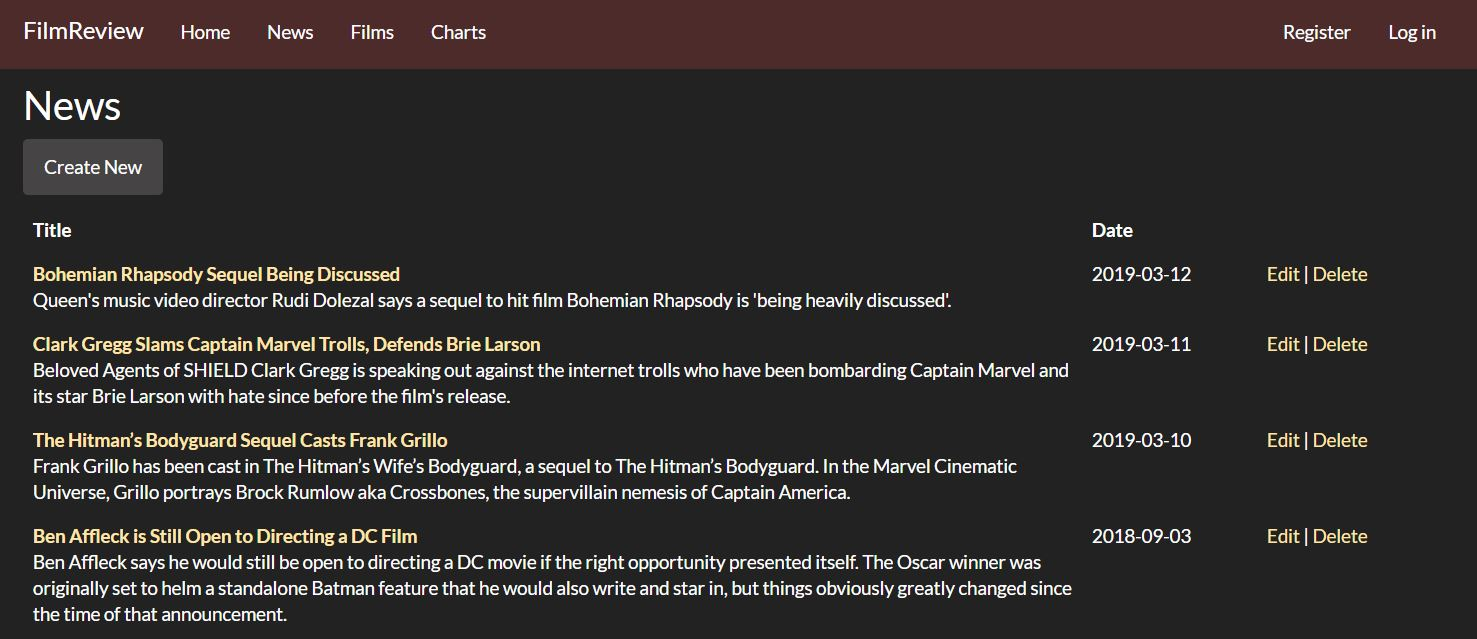 FilmReview Home News Films Charts Register Log in
News
Create New
Title Date
Bohemian Rhapsody Sequel Being Discussed 2019-03-12 Edit | Delete
Queen's music video director Rudi Dolezal says a sequel to hit film Bohemian Rhapsody is 'being heavily discussed'.
Clark Gregg Slams Captain Marvel Trolls, Defends Brie Larson 2019-03-11 Edit | Delete
Beloved Agents of SHIELD Clark Gregg is speaking out against the internet trolls who have been bombarding Captain Marvel and
its star Brie Larson with hate since before the film's release.
The Hitman’s Bodyguard Sequel Casts Frank Grillo 2019-03-10 Edit | Delete
Frank Grillo has been cast in The Hitman’s Wife’s Bodyguard, a sequel to The Hitman’s Bodyguard. In the Marvel Cinematic
Universe, Grillo portrays Brock Rumlow aka Crossbones, the supervillain nemesis of Captain America.
Ben Affleck is Still Open to Directing a DC Film 2018-09-03 Edit | Delete
Ben Affleck says he would still be open to directing a DC movie if the right opportunity presented itself. The Oscar winner was
originally set to helm a standalone Batman feature that he would also write and star in, but things obviously greatly changed since
the time of that announcement.